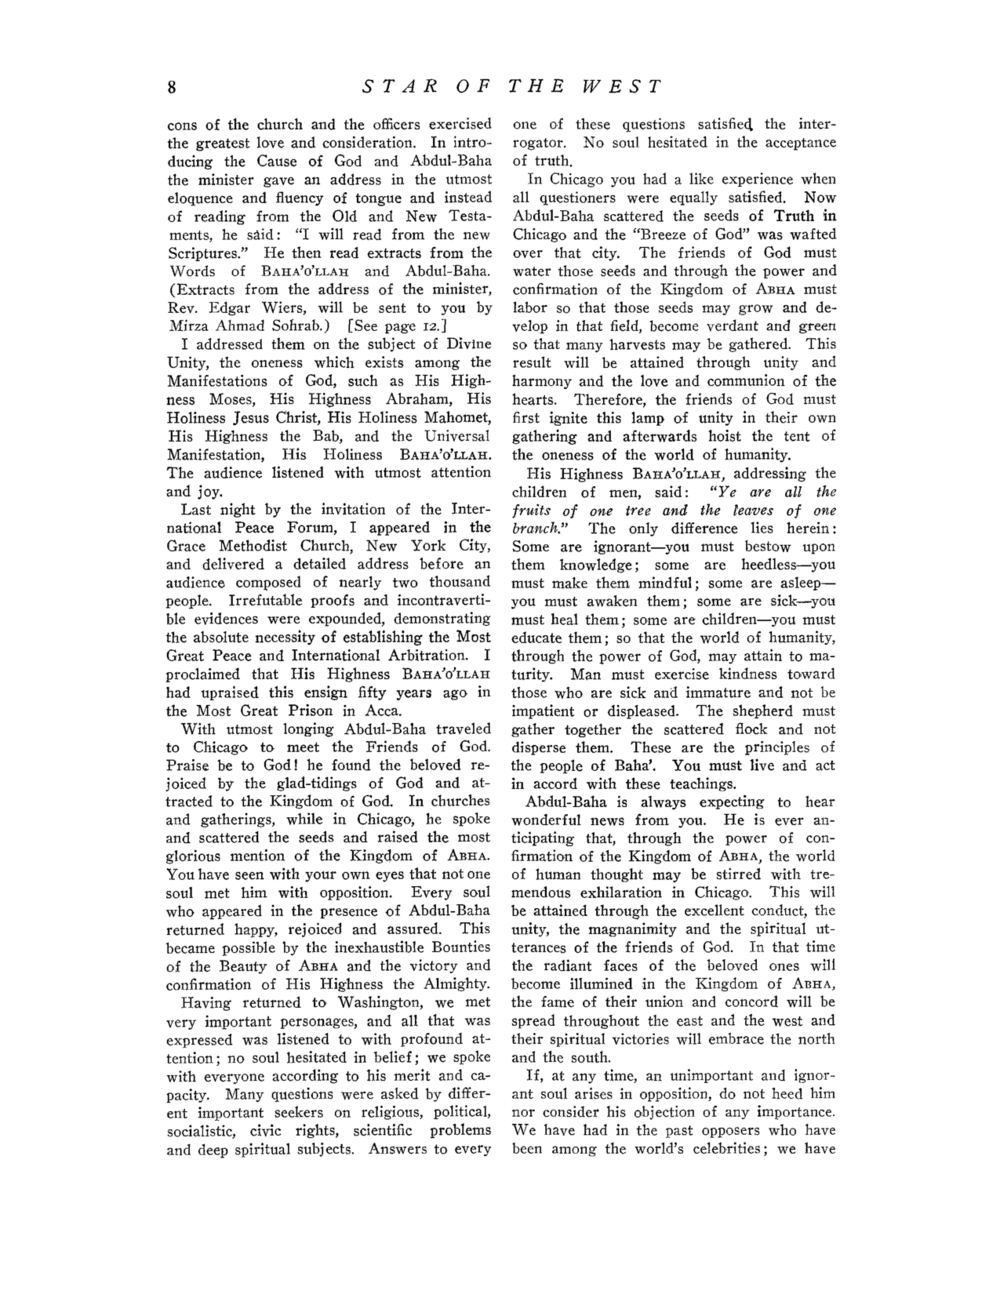 8 STAR OF THE WEST
cons of the church and the officers exercised
the greatest love and consideration. In intro-
ducing the Cause of God and Abdul-Baha
the minister gave an address in the utmost
eloquence and fluency of tongue and instead
of reading from the Old and New Testa-
ments, he said: “I will read from the new
Scriptures.” He then read extracts from the
Words of BAHA’O’LLAH and Abdul-Baha.
(Extracts from the address of the minister,
Rev. Edgar Wiers, will be sent to you by
Mirza Ahmad Sohrab.) [See page 12.]
I addressed them on the subject of Divine
Unity, the oneness which exists among the
Manifestations of God, such as His High-
ness Moses, His Highness Abraham, His
Holiness Jesus Christ, His Holiness Mahomet,
His Highness the Bab, and the Universal
Manifestation, His Holiness BAHA’O’LLAH.
The audience listened with utmost attention
and joy.
Last night by the invitation of the Inter-
national Peace Forum, I appeared in the
Grace Methodist Church, New York City,
and delivered a detailed address before an
audience composed of nearly two thousand
people. Irrefutable proofs and incontraverti-
ble evidences were expounded, demonstrating
the absolute necessity of establishing the Most
Great Peace and International Arbitration. I
proclaimed that His Highness BAHA’O’LLAH
had upraised this ensign fifty years ago in
the Most Great Prison in Acca.
With utmost longing Abdul-Baha traveled
to Chicago to meet the Friends of God.
Praise be to God! he found the beloved re-
joiced by the glad-tidings of God and at-
tracted to the Kingdom of God. In churches
and gatherings, while in Chicago, he spoke
and scattered the seeds and raised the most
glorious mention of the Kingdom of ABHA.
You have seen with your own eyes that not one
soul met him with opposition. Every soul
who appeared in the presence of Abdul-Baha
returned happy, rejoiced and assured. This
became possible by the inexhaustible Bounties
of the Beauty of ABHA and the victory and
confirmation of His Highness the Almighty.
Having returned to Washington, we met
very important personages, and all that was
expressed was listened to with profound at-
tention; no soul hesitated in belief; we spoke
with everyone according to his merit and ca-
pacity. Many questions were asked by differ-
ent important seekers on religious, political,
socialistic, civic rights, scientific problems
and deep spiritual subjects. Answers to every
one of these questions satisfied the inter-
rogator. No soul hesitated in the acceptance
of truth.
In Chicago you had a like experience when
all questioners were equally satisfied. Now
Abdul-Baha scattered the seeds of Truth in
Chicago and the “Breeze of God” was wafted
over that city. The friends of God must
water those seeds and through the power and
confirmation of the Kingdom of ABHA must
labor so that those seeds may grow and de-
velop in that field, become verdant and green
so that many harvests may be gathered. This
result will be attained through unity and
harmony and the love and communion of the
hearts. Therefore, the friends of God must
first ignite this lamp of unity in their own
gathering and afterwards hoist the tent of
the oneness of the world of humanity.
His Highness BAHA’O’LLAH, addressing the
children of men, said: “Ye are all the
fruits of one tree and the leaves of one
branch.” The only difference lies herein:
Some are ignorant—you must bestow upon
them knowledge; some are heedless—you
must make them mindful; some are asleep—
you must awaken them; some are sick—you
must heal them; some are children—you must
educate them; so that the world of humanity,
through the power of God, may attain to ma-
turity. Man must exercise kindness toward
those who are sick and immature and not be
impatient or displeased. The shepherd must
gather together the scattered flock and not
disperse them. These are the principles of
the people of Baha’. You must live and act
in accord with these teachings.
Abdul-Baha is always expecting to hear
wonderful news from you. He is ever an-
ticipating that, through the power of con-
firmation of the Kingdom of ABHA, the world
of human thought may be stirred with tre-
mendous exhilaration in Chicago. This will
be attained through the excellent conduct, the
unity, the magnanimity and the spiritual ut-
terances of the friends of God. In that time
the radiant faces of the beloved ones will
become illumined in the Kingdom of ABHA,
the fame of their union and concord will be
spread throughout the east and the west and
their spiritual victories will embrace the north
and the south.
If, at any time, an unimportant and ignor-
ant soul arises in opposition, do not heed him
nor consider his objection of any importance.
We have had in the past opposers who have
been among the world’s celebrities; we have